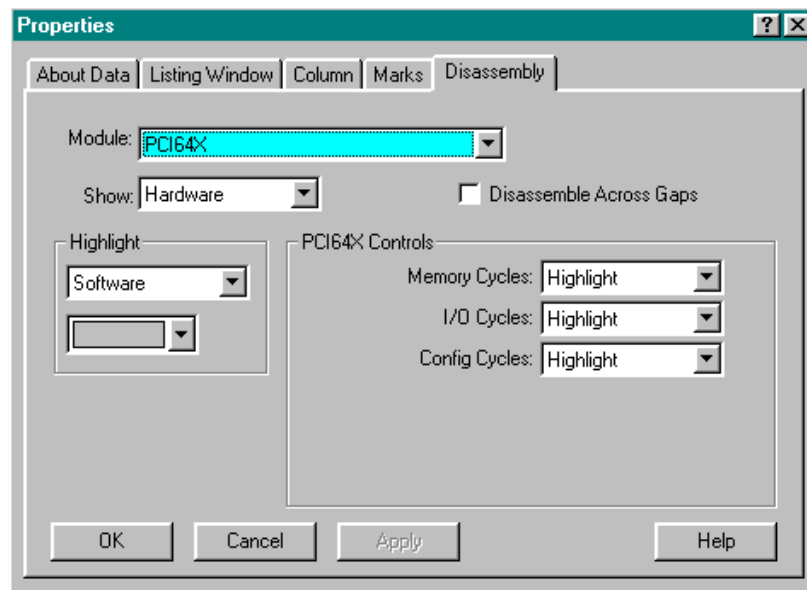 Properties
About Data Listing Window Column Marks Disassembly
Module: PCI64X
Show: Hardware Disassemble Across Gaps
Highlight
Software
PCI64X Controls
Memory Cycles: Highlight
I/O Cycles: Highlight
Config Cycles: Highlight
OK Cancel Apply Help